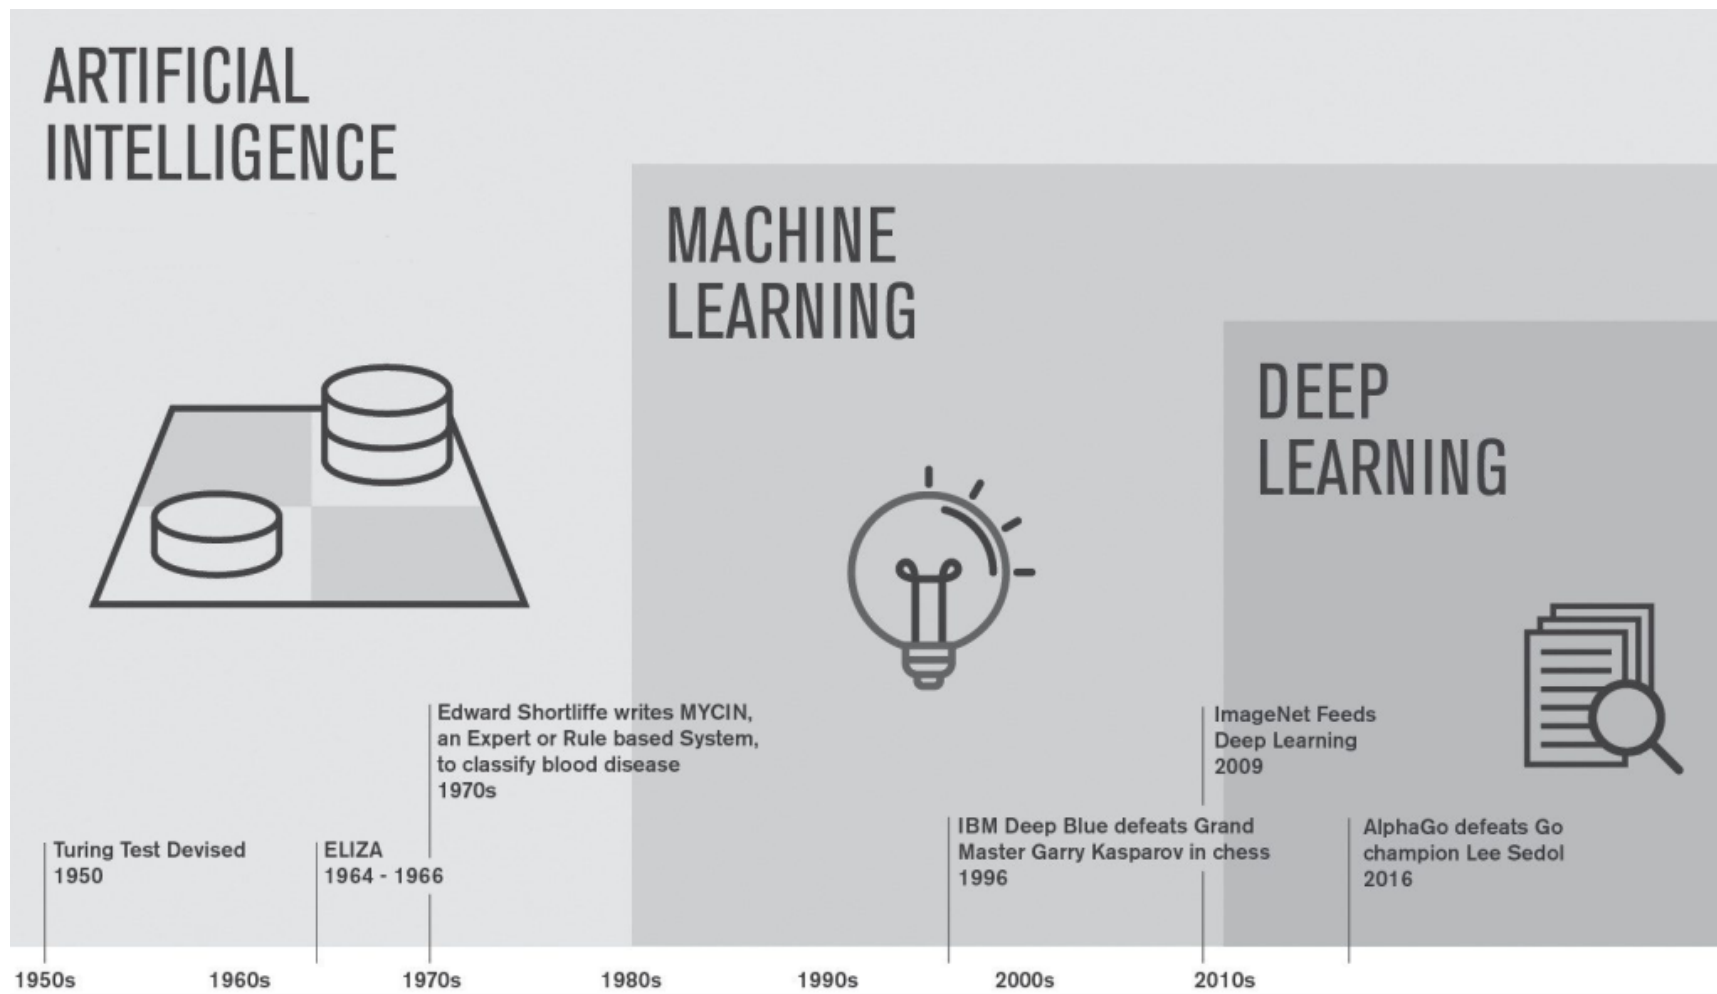 ARTIFICIAL
INTELLIGENCE
MACHINE
LEARNING
DEEP
LEARNING
Edward Shortliffe writes MYCIN,
an Expert or Rule based System,
to classify blood disease
1970s
ImageNet Feeds
Deep Learning
2009
Turing Test Devised
1950
ELIZA
1964 - 1966
IBM Deep Blue defeats Grand
Master Garry Kasparov in chess
1996
AlphaGo defeats Go
champion Lee Sedol
2016
1950s 1960s 1970s 1980s 1990s 2000s 2010s